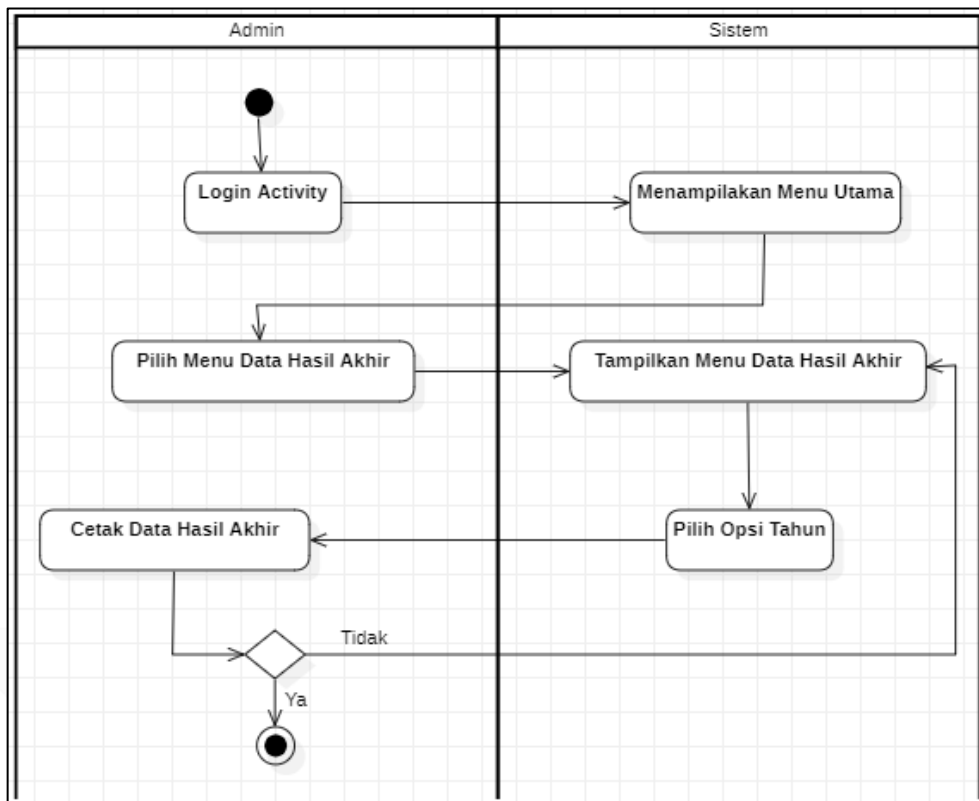 Admin
Sistem
Login Activity
Menampilakan Menu Utama
Pilih Menu Data Hasil Akhir
Tampilkan Menu Data Hasil Akhir
Cetak Data Hasil Akhir
Pilih Opsi Tahun
Tidak
Ya